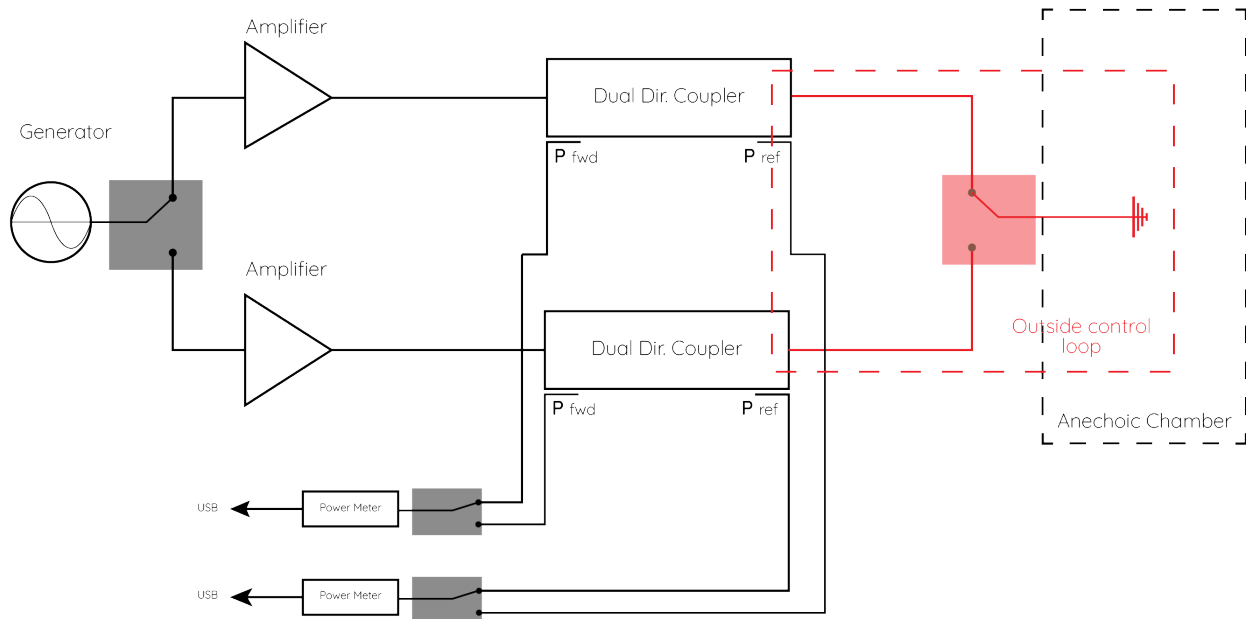 Amplifier
Generator
Dual Dir. Coupler
P fwd
P ref
Amplifier
Outside control
loop
Dual Dir. Coupler
P fwd
P ref
Anechoic Chamber
USB
Power Meter
USB
Power Meter